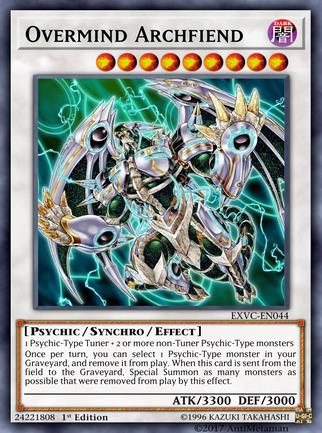 Overmind Archfiend
DARK
闇
EXVC-EN044
[Psychic / Synchro / Effect]
1 Psychic-Type Tuner + 2 or more non-Tuner Psychic-Type monsters
Once per turn, you can select 1 Psychic-Type monster in your
Graveyard, and remove it from play. When this card is sent from
the field to the Graveyard, Special Summon as many monsters as
possible that were removed from play by this effect.
ATK/3300 DEF/3000
24221808 1st Edition ©1996 KAZUKI TAKAHASHI
©2017 AntiMetaman